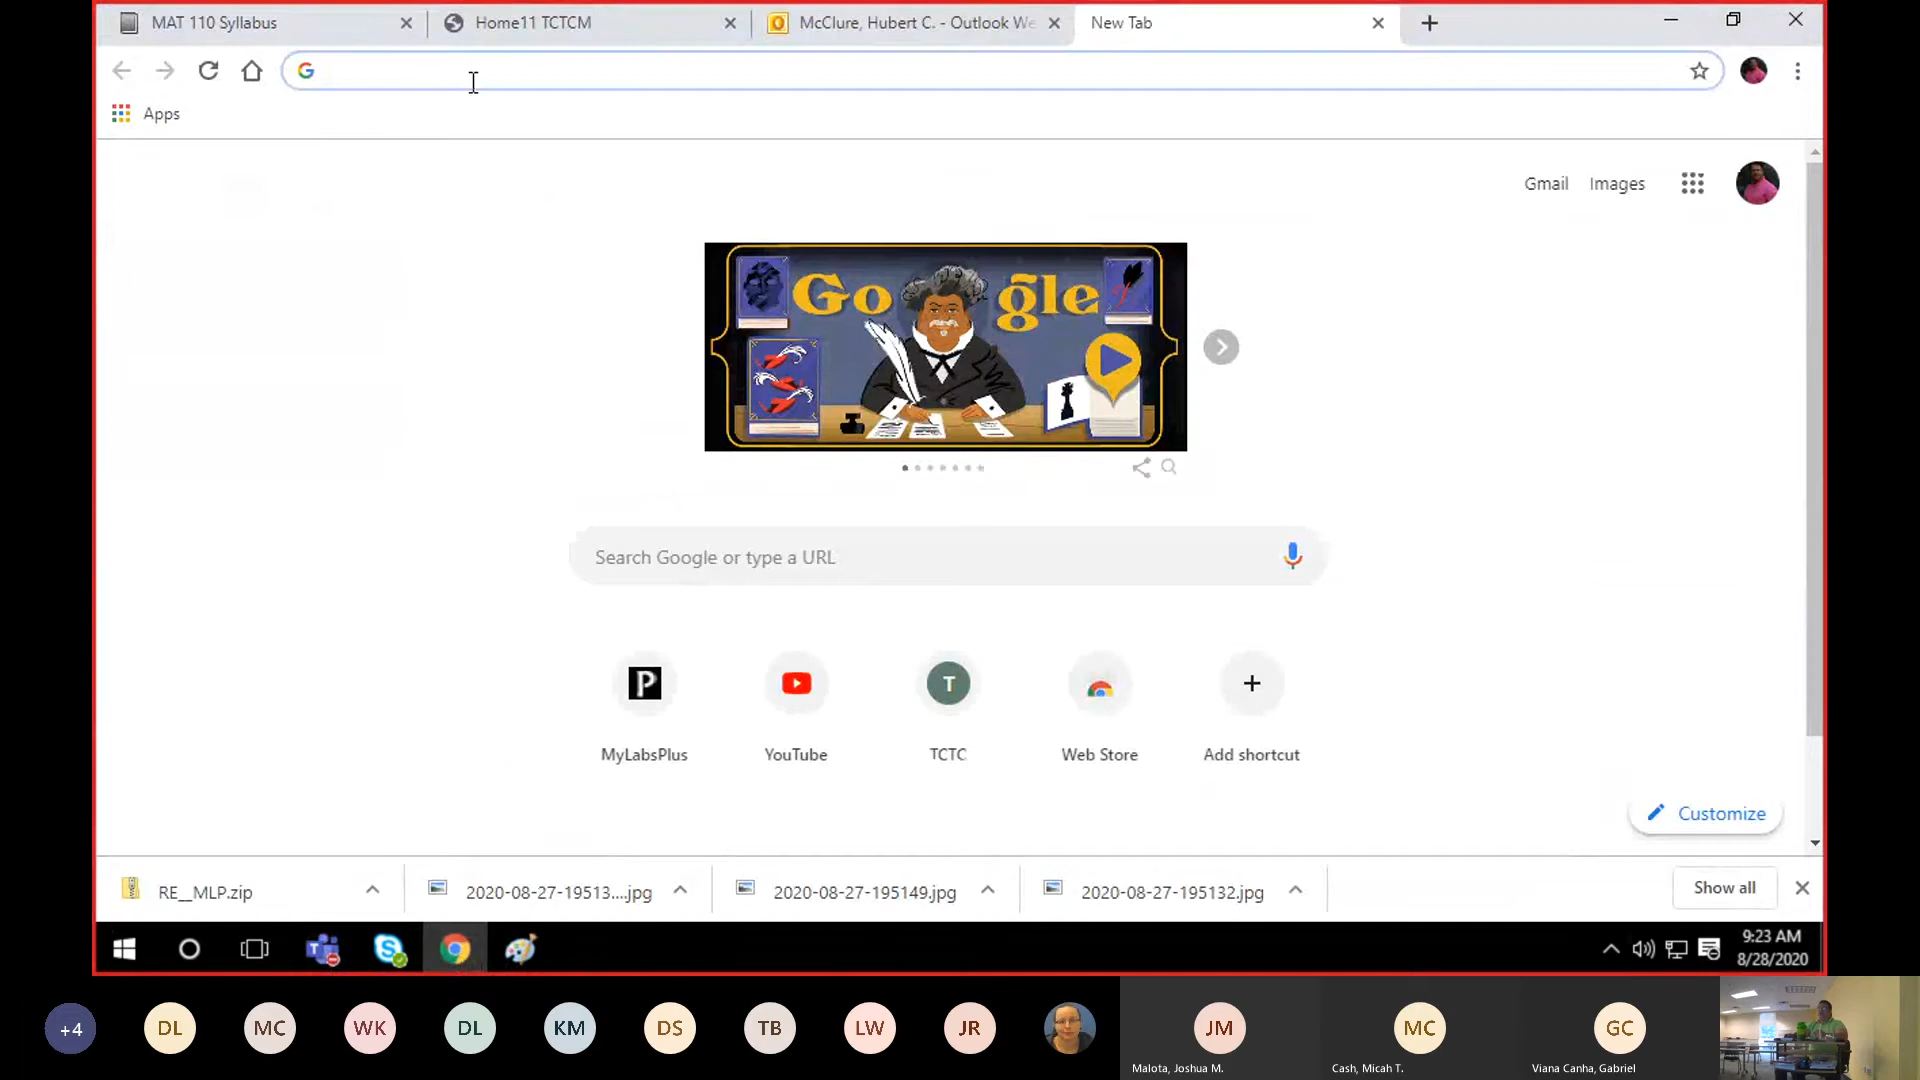 MAT 110 Syllabus
Home11 TCTCM
McClure, Hubert C. - Outlook We
New Tab
Apps
Gmail
Images
Google
Search Google or type a URL
MyLabsPlus
YouTube
T
TCTC
Web Store
Add shortcut
Customize
RE__MLP.zip
2020-08-27-19513....jpg
2020-08-27-195149.jpg
2020-08-27-195132.jpg
Show all
9:23 AM
8/28/2020
+4
DL
MC
WK
DL
KM
DS
TB
LW
JR
JM
Malota, Joshua M.
MC
Cash, Micah T.
GC
Viana Canha, Gabriel